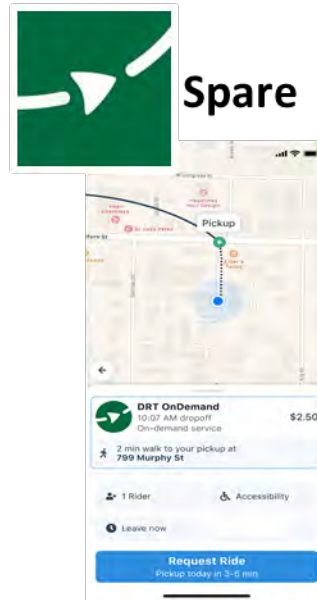 Spare
Pickup
DRT OnDemand
10:07 AM dropoff
$2.50
On-demand service
2 min walk to your pickup at
799 Murphy St
1 Rider
Accessibility
Leave now
Request Ride
Pickup today in 3-6 min